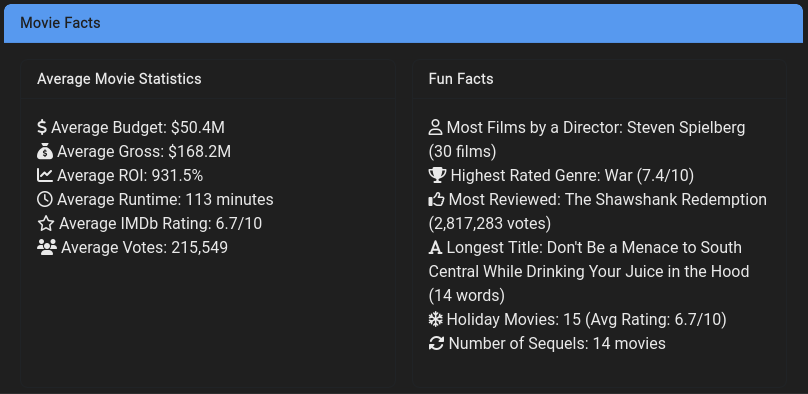 Movie Facts
Average Movie Statistics
Average Budget: $50.4M
Average Gross: $168.2M
Average ROI: 931.5%
Average Runtime: 113 minutes
Average IMDb Rating: 6.7/10
Average Votes: 215,549
Fun Facts
Most Films by a Director: Steven Spielberg
(30 films)
Highest Rated Genre: War (7.4/10)
Most Reviewed: The Shawshank Redemption
(2,817,283 votes)
Longest Title: Don't Be a Menace to South
Central While Drinking Your Juice in the Hood
(14 words)
Holiday Movies: 15 (Avg Rating: 6.7/10)
Number of Sequels: 14 movies